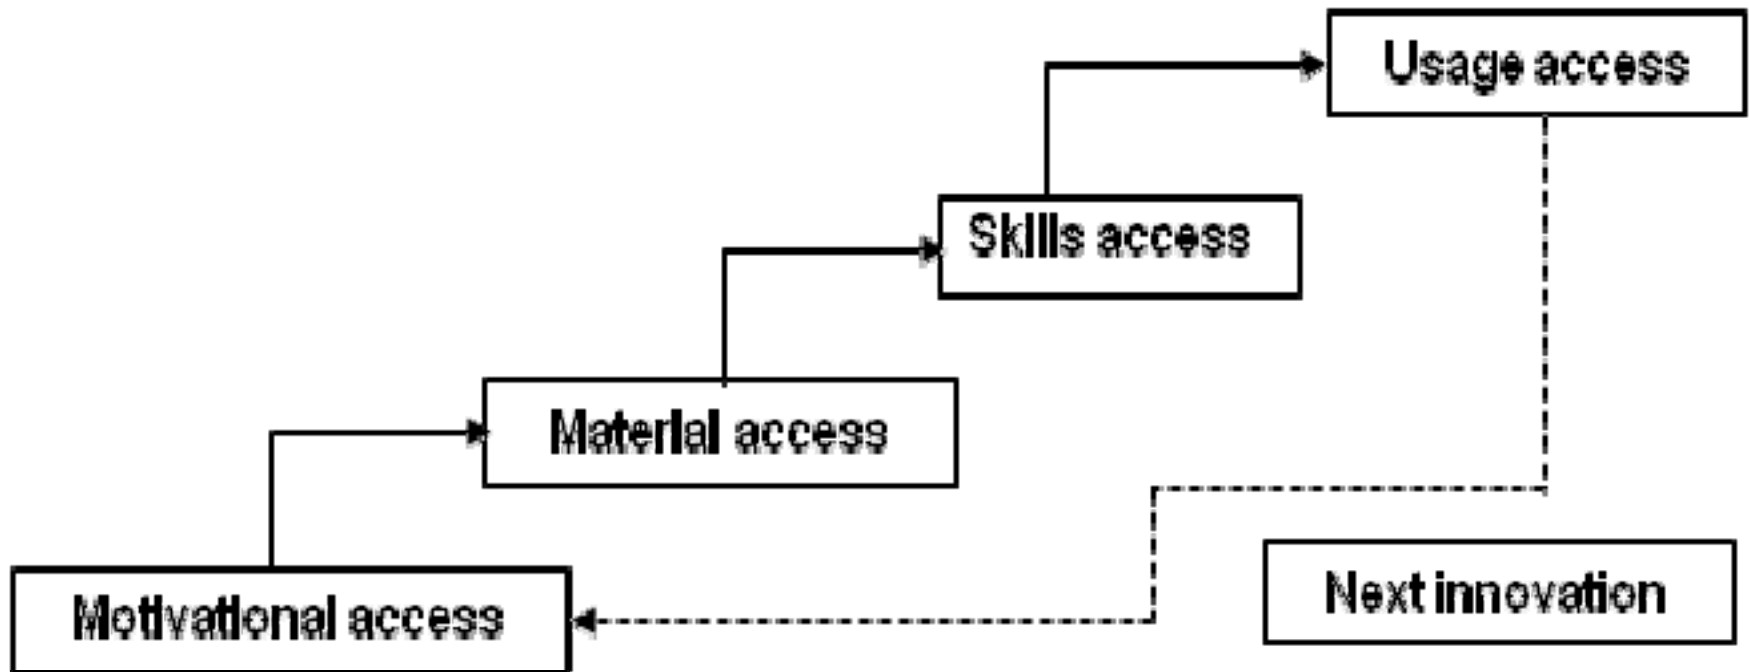 Usage access
Skills access
Material access
Next innovation
Motivational access